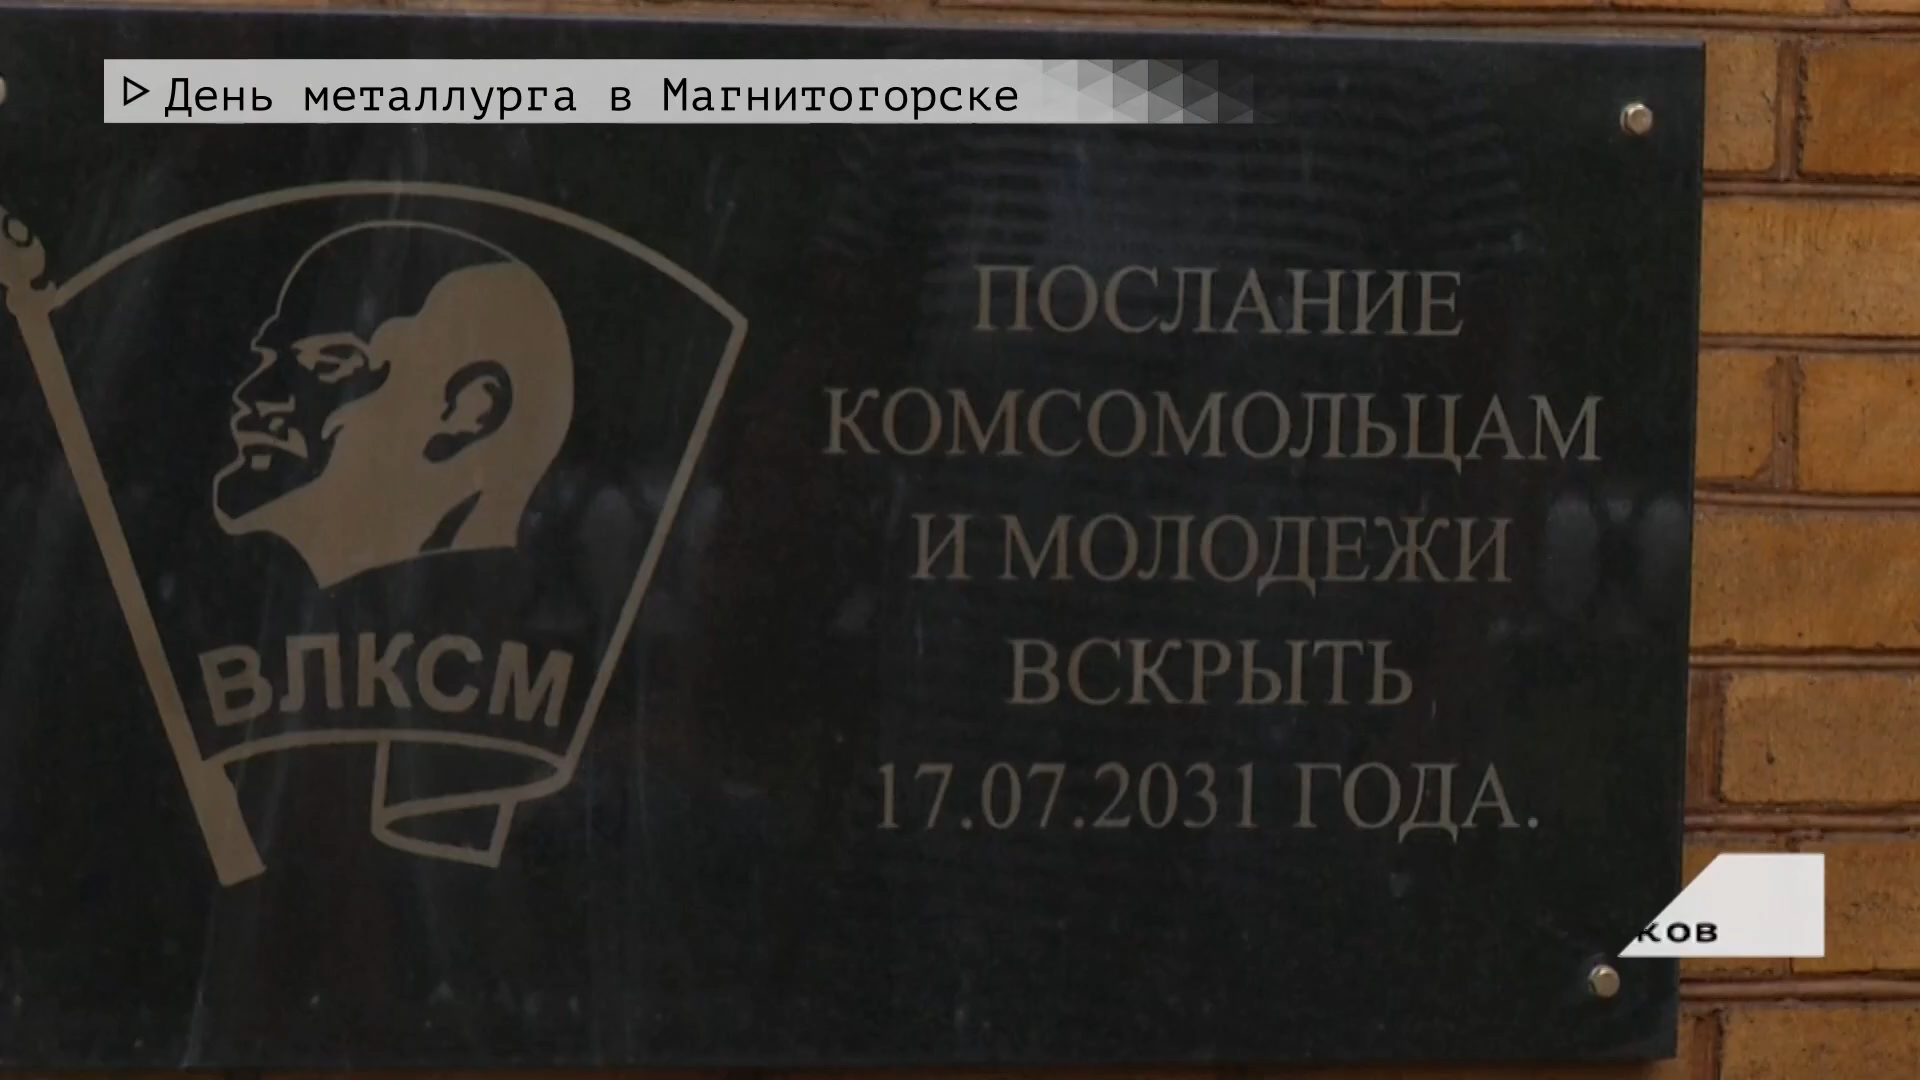 День металлурга в Магнитогорске
ПОСЛАНИЕ
КОМСОМОЛЬЦАМ
И МОЛОДЕЖИ
ВСКРЫТЬ
17.07.2031 ГОДА.
ВЛКСМ